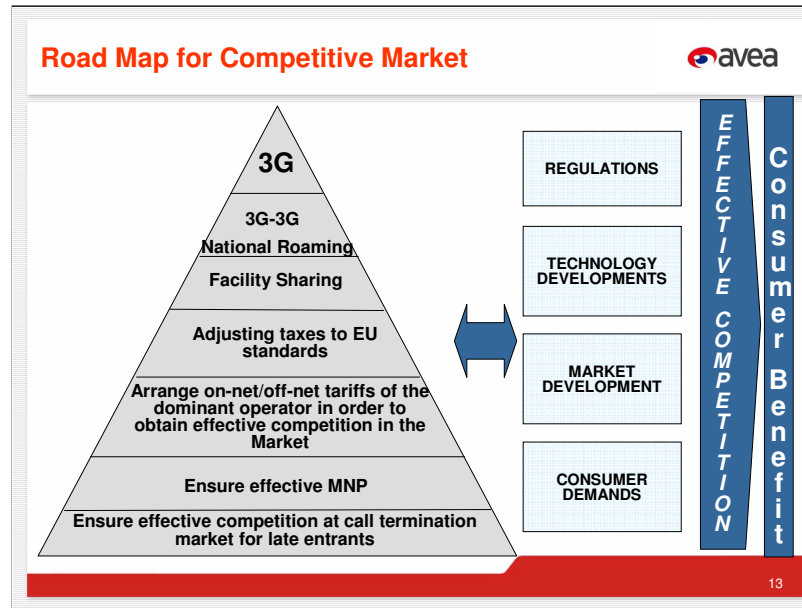 Road Map for Competitive Market
avea
3G
3G-3G
National Roaming
Facility Sharing
Adjusting taxes to EU
standards
Arrange on-net/off-net tariffs of the
dominant operator in order to
obtain effective competition in the
Market
Ensure effective MNP
Ensure effective competition at call termination
market for late entrants
REGULATIONS
TECHNOLOGY
DEVELOPMENTS
MARKET
DEVELOPMENT
CONSUMER
DEMANDS
EFFECTIVE COMPETITION
Consumer Benefit
13